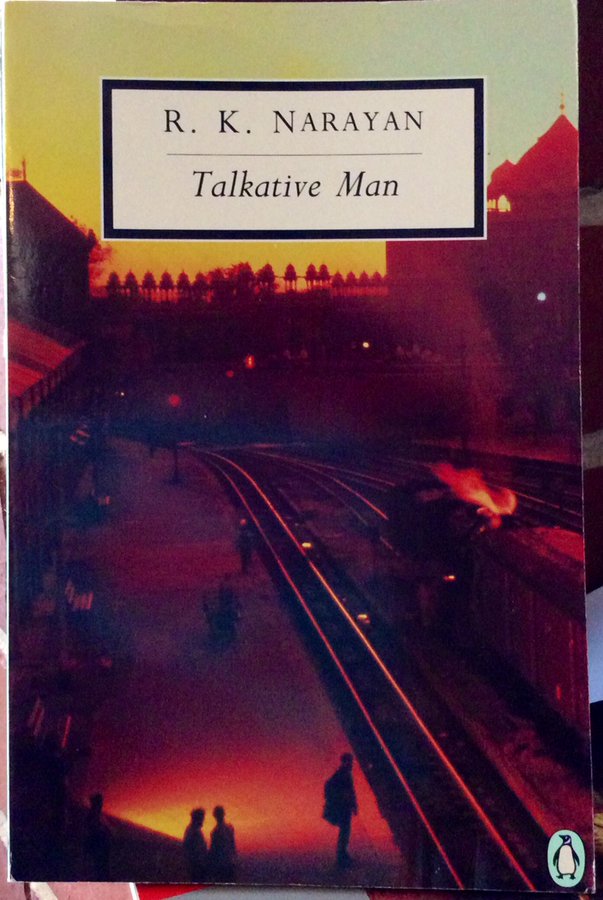 R. K. NARAYAN
Talkative Man